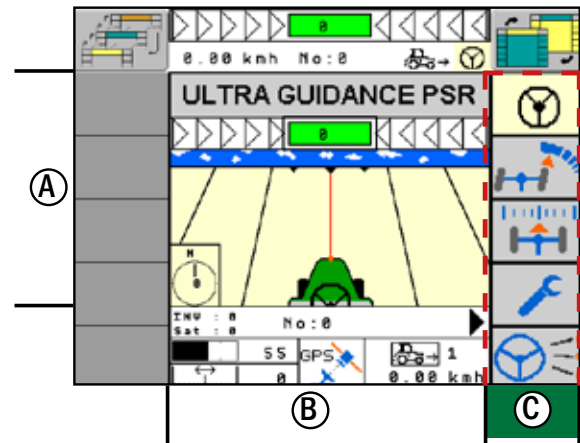 0
0.00 kmh No:0
ULTRA GUIDANCE PSR
0
N
0
A
INV : 0
Sat : 0
No:0
55 GPS 1
0 0.00 kmh
B C